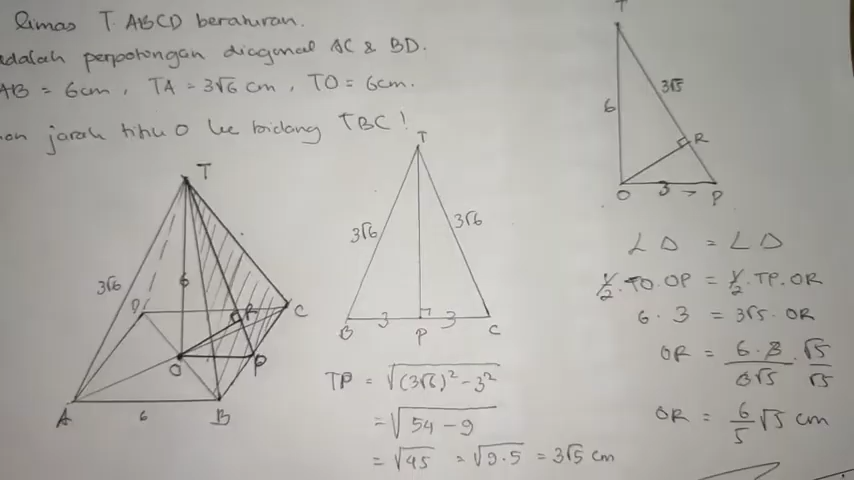 limas T. ABCD beraturan.
adalah perpotongan diagonal AC & BD.
AB = 6cm, TA = 3√6 cm, TO = 6cm.
jarak titik O ke bidang TBC!
T
3√6
6
D
R
C
O
P
A
6
B
T
3√6
3√6
B
3
P
3
C
TP = √(3√6)² - 3²
= √54 - 9
= √45 = √9.5 = 3√5 cm
T
6
3√5
R
O
3
P
L Δ = L Δ
1/2 . TO . OP = 1/2 . TP . OR
6 . 3 = 3√5 . OR
OR = 6 . 3 / 3√5 . √5 / √5
OR = 6/5 √5 cm